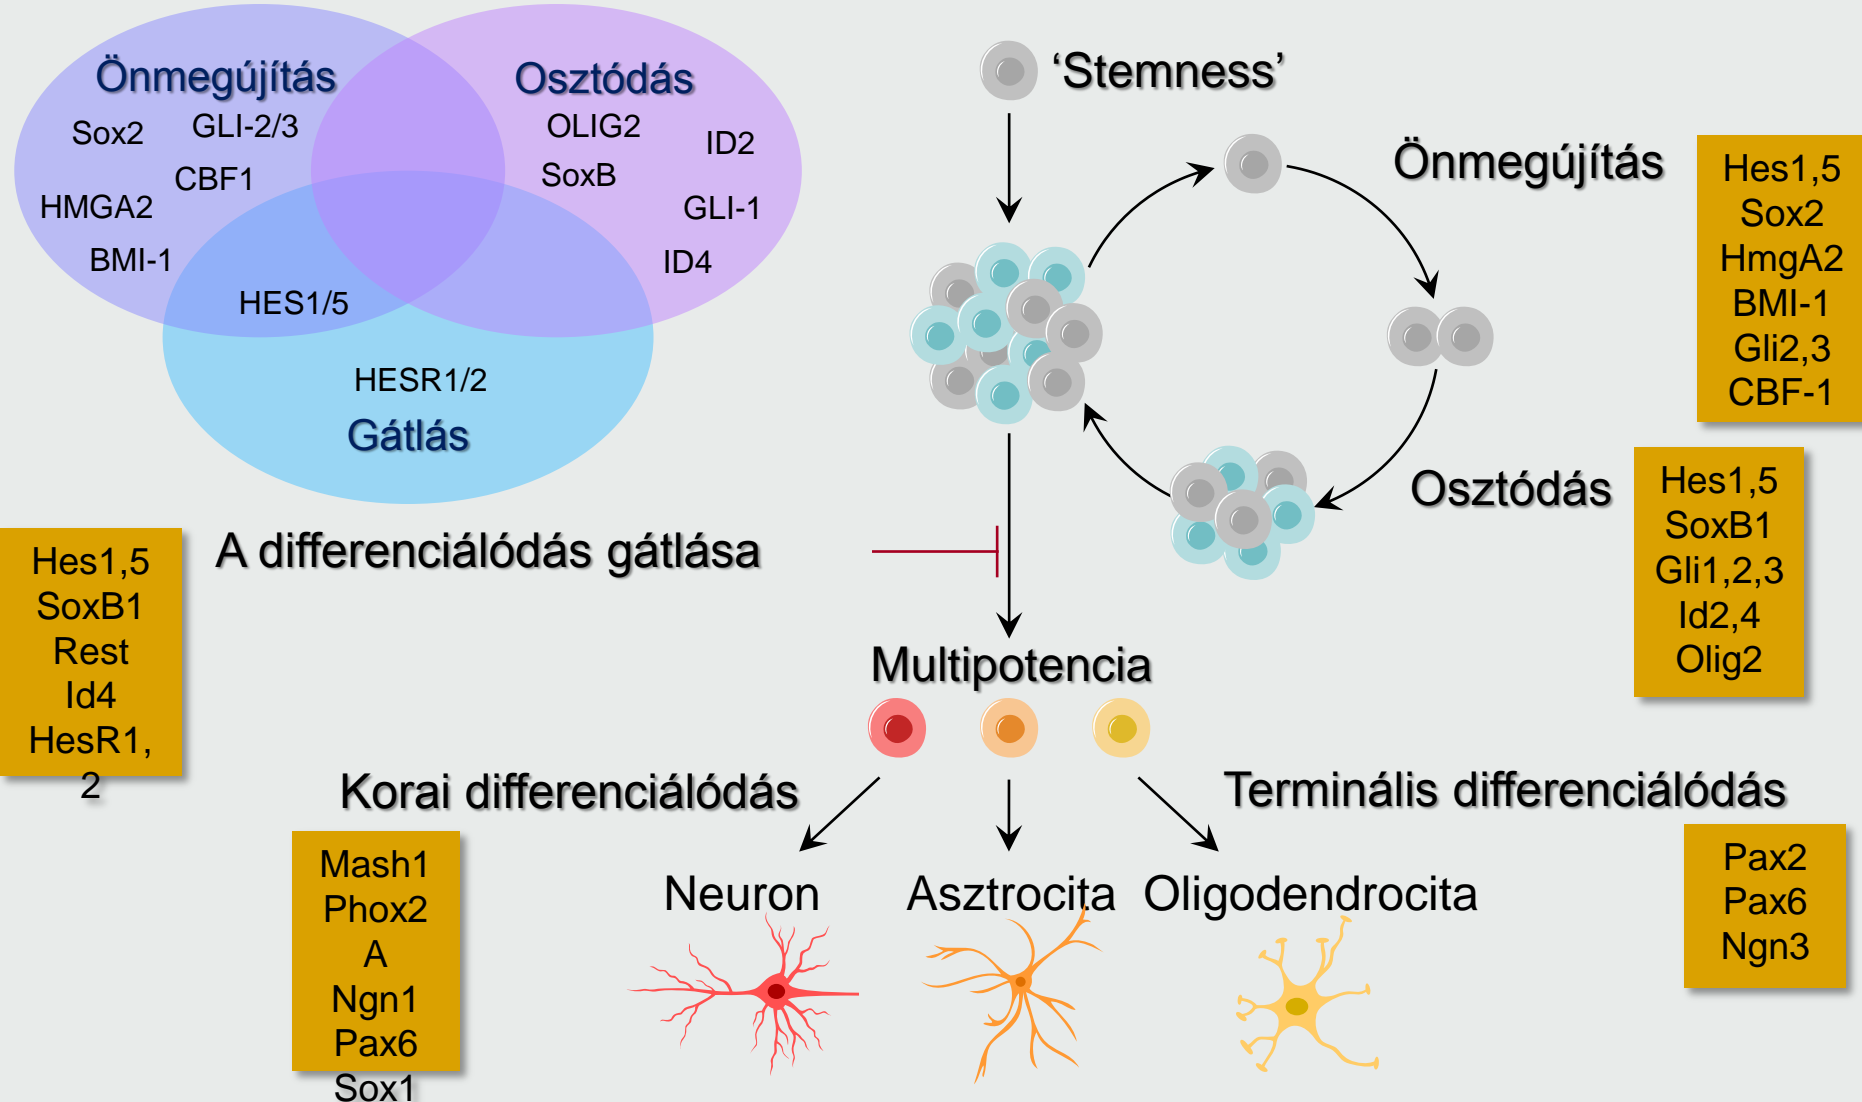 Önmegújítás
Osztódás
Sox2
GLI-2/3
CBF1
HMGA2
BMI-1
OLIG2
ID2
SoxB
GLI-1
ID4
HES1/5
HESR1/2
Gátlás
‘Stemness’
Önmegújítás
Hes1,5
Sox2
HmgA2
BMI-1
Gli2,3
CBF-1
Osztódás
Hes1,5
SoxB1
Gli1,2,3
Id2,4
Olig2
A differenciálódás gátlása
Hes1,5
SoxB1
Rest
Id4
HesR1,
2
Multipotencia
Korai differenciálódás
Mash1
Phox2
A
Ngn1
Pax6
Sox1
Terminális differenciálódás
Pax2
Pax6
Ngn3
Neuron
Asztrocita
Oligodendrocita